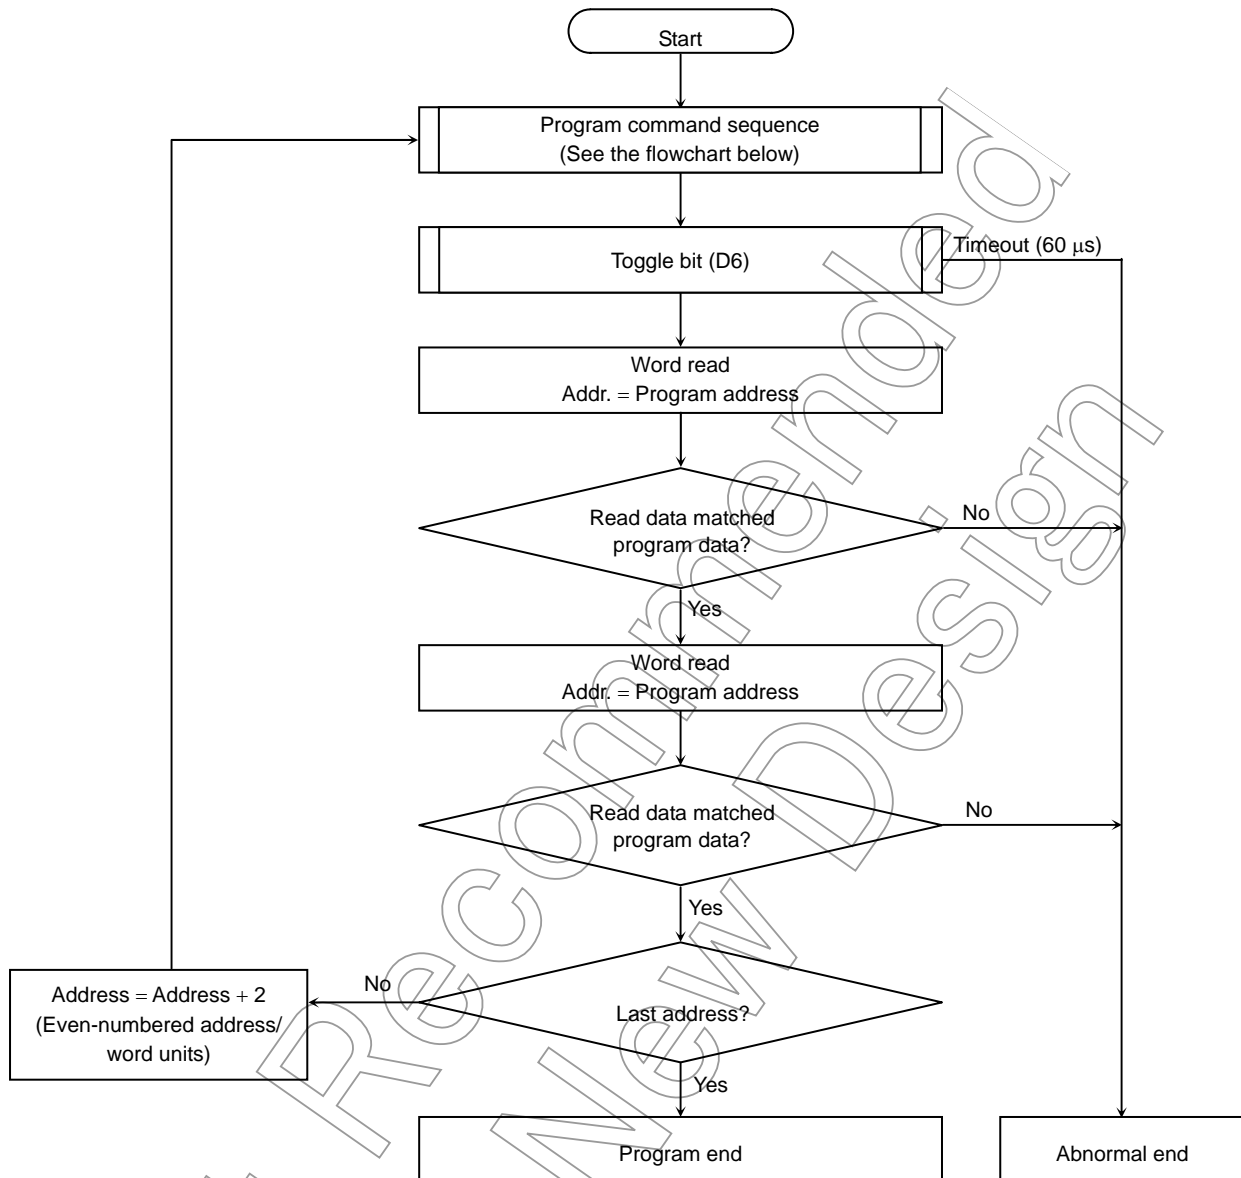 Start
Program command sequence
(See the flowchart below)
Toggle bit (D6)
Timeout (60 μs)
Word read
Addr. = Program address
Read data matched
program data?
No
Yes
Word read
Addr. = Program address
Read data matched
program data?
No
Yes
Last address?
No
Address = Address + 2
(Even-numbered address/
word units)
Yes
Program end
Abnormal end
Recommended
New Design